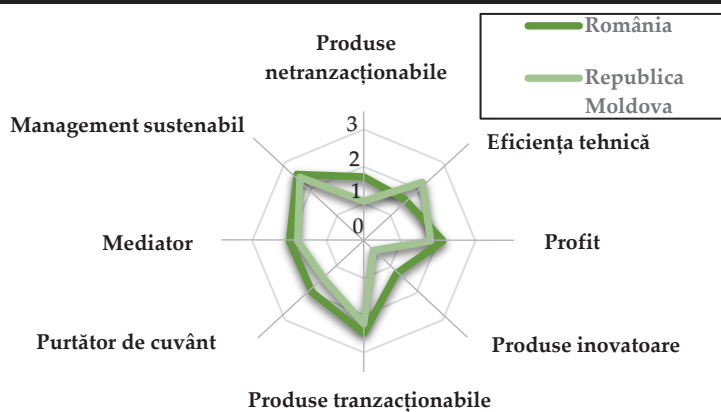 România
Republica
Moldova
Produse
netranzacționabile
Management sustenabil
Eficiența tehnică
3
2
1
0
Mediator
Profit
Purtător de cuvânt
Produse inovatoare
Produse tranzacționabile